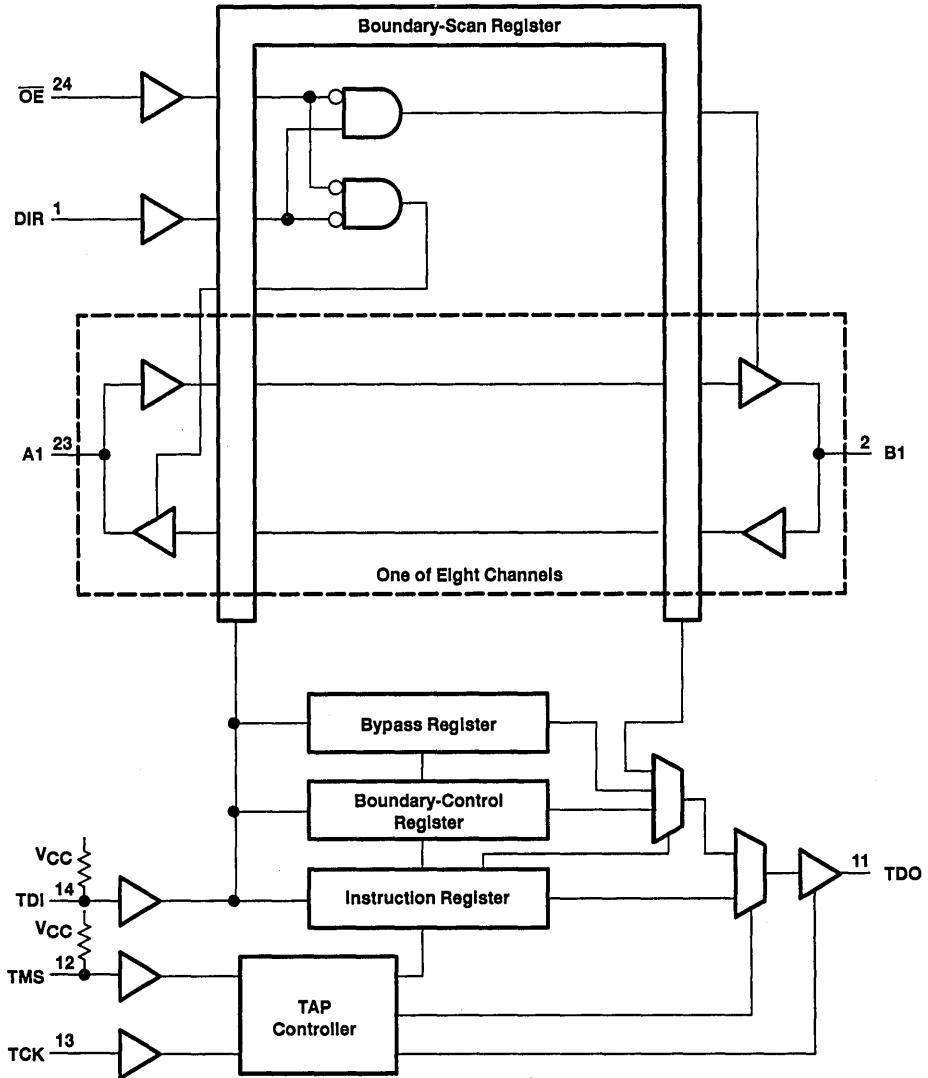 Boundary-Scan Register
OE 24
DIR 1
A1 23
2 B1
One of Eight Channels
Bypass Register
Boundary-Control
Register
VCC
TDI 14
Instruction Register
11 TDO
VCC
TMS 12
TAP
Controller
TCK 13